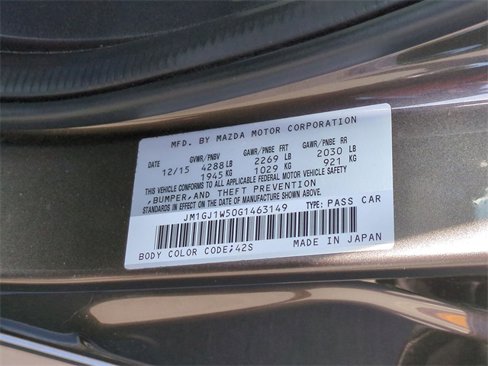 MFD. BY MAZDA MOTOR CORPORATION
DATE GVWR/PNBV GAWR/PNBE FRT GAWR/PNBE RR
12/15 4288 LB 2269 LB 2030 LB
1945 KG 1029 KG 921 KG
THIS VEHICLE CONFORMS TO ALL APPLICABLE FEDERAL MOTOR VEHICLE SAFETY
,BUMPER,AND THEFT PREVENTION
STANDARDS IN EFFECT ON THE DATE OF MANUFACTURE SHOWN ABOVE.
JM1GJ1W50G1463149 TYPE: PASS CAR
BODY COLOR CODE;42S MADE IN JAPAN